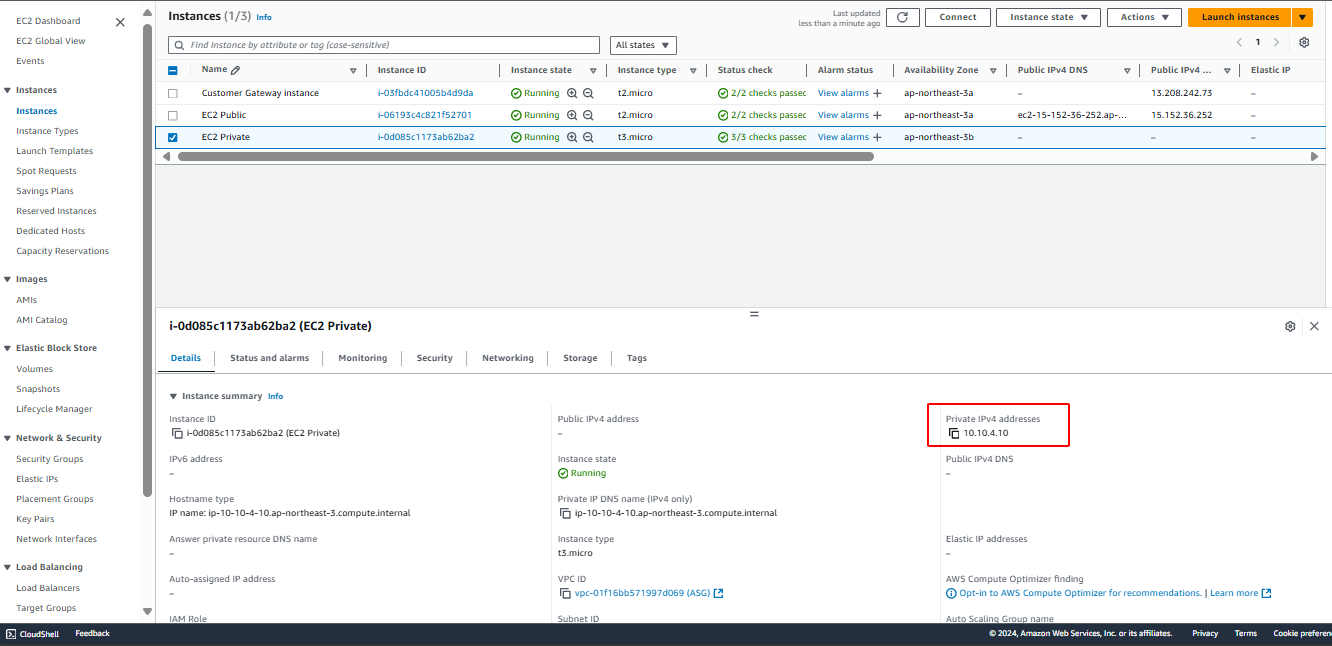 EC2 Dashboard
EC2 Global View
Events
Instances
Instances
Instance Types
Launch Templates
Spot Requests
Savings Plans
Reserved Instances
Dedicated Hosts
Capacity Reservations
Images
AMIs
AMI Catalog
Elastic Block Store
Volumes
Snapshots
Lifecycle Manager
Network & Security
Security Groups
Elastic IPs
Placement Groups
Key Pairs
Network Interfaces
Load Balancing
Load Balancers
Target Groups
Instances (1/3) Info
Last updated
less than a minute ago
Connect Instance state Actions Launch instances
Find Instance by attribute or tag (case-sensitive) All states 1
Name Instance ID Instance state Instance type Status check Alarm status Availability Zone Public IPv4 DNS Public IPv4 ... Elastic IP
Customer Gateway instance i-03fbdc41005b4d9da Running t2.micro 2/2 checks passec View alarms + ap-northeast-3a – 13.208.242.73 –
EC2 Public i-06193c4c821f52701 Running t2.micro 2/2 checks passec View alarms + ap-northeast-3a ec2-15-152-36-252.ap-... 15.152.36.252 –
EC2 Private i-0d085c1173ab62ba2 Running t3.micro 3/3 checks passec View alarms + ap-northeast-3b – – –
i-0d085c1173ab62ba2 (EC2 Private)
Details Status and alarms Monitoring Security Networking Storage Tags
Instance summary Info
Instance ID
i-0d085c1173ab62ba2 (EC2 Private)
IPv6 address
–
Hostname type
IP name: ip-10-10-4-10.ap-northeast-3.compute.internal
Answer private resource DNS name
–
Auto-assigned IP address
–
IAM Role
Public IPv4 address
–
Instance state
Running
Private IP DNS name (IPv4 only)
ip-10-10-4-10.ap-northeast-3.compute.internal
Instance type
t3.micro
VPC ID
vpc-01f16bb571997d069 (ASG)
Subnet ID
Private IPv4 addresses
10.10.4.10
Public IPv4 DNS
–
Elastic IP addresses
–
AWS Compute Optimizer finding
Opt-in to AWS Compute Optimizer for recommendations. | Learn more
Auto Scaling Group name
CloudShell Feedback © 2024, Amazon Web Services, Inc. or its affiliates. Privacy Terms Cookie preferen